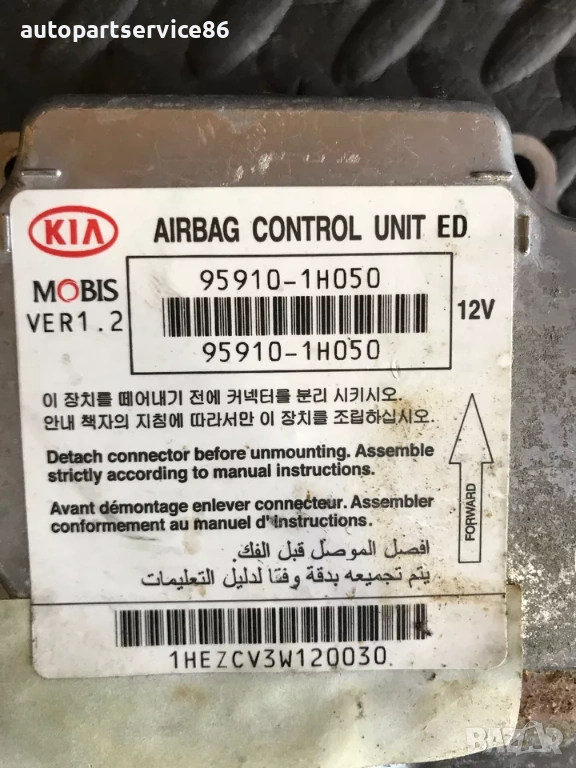 autopartservice86
KIA
AIRBAG CONTROL UNIT ED
MOBIS
VER1.2
95910-1H050
95910-1H050
12V
이 장치를 떼어내기 전에 커넥터를 분리 시키시오.
안내 책자의 지침에 따라서만 이 장치를 조립하십시오.
Detach connector before unmounting. Assemble
strictly according to manual instructions.
Avant démontage enlever connecteur. Assembler
conformement au manuel d'instructions.
افصل الموصل قبل الفك.
يتم تجميعه بدقة وفتا لدليل التعليمات
FORWARD
1HEZCV3W120030
BAZAR